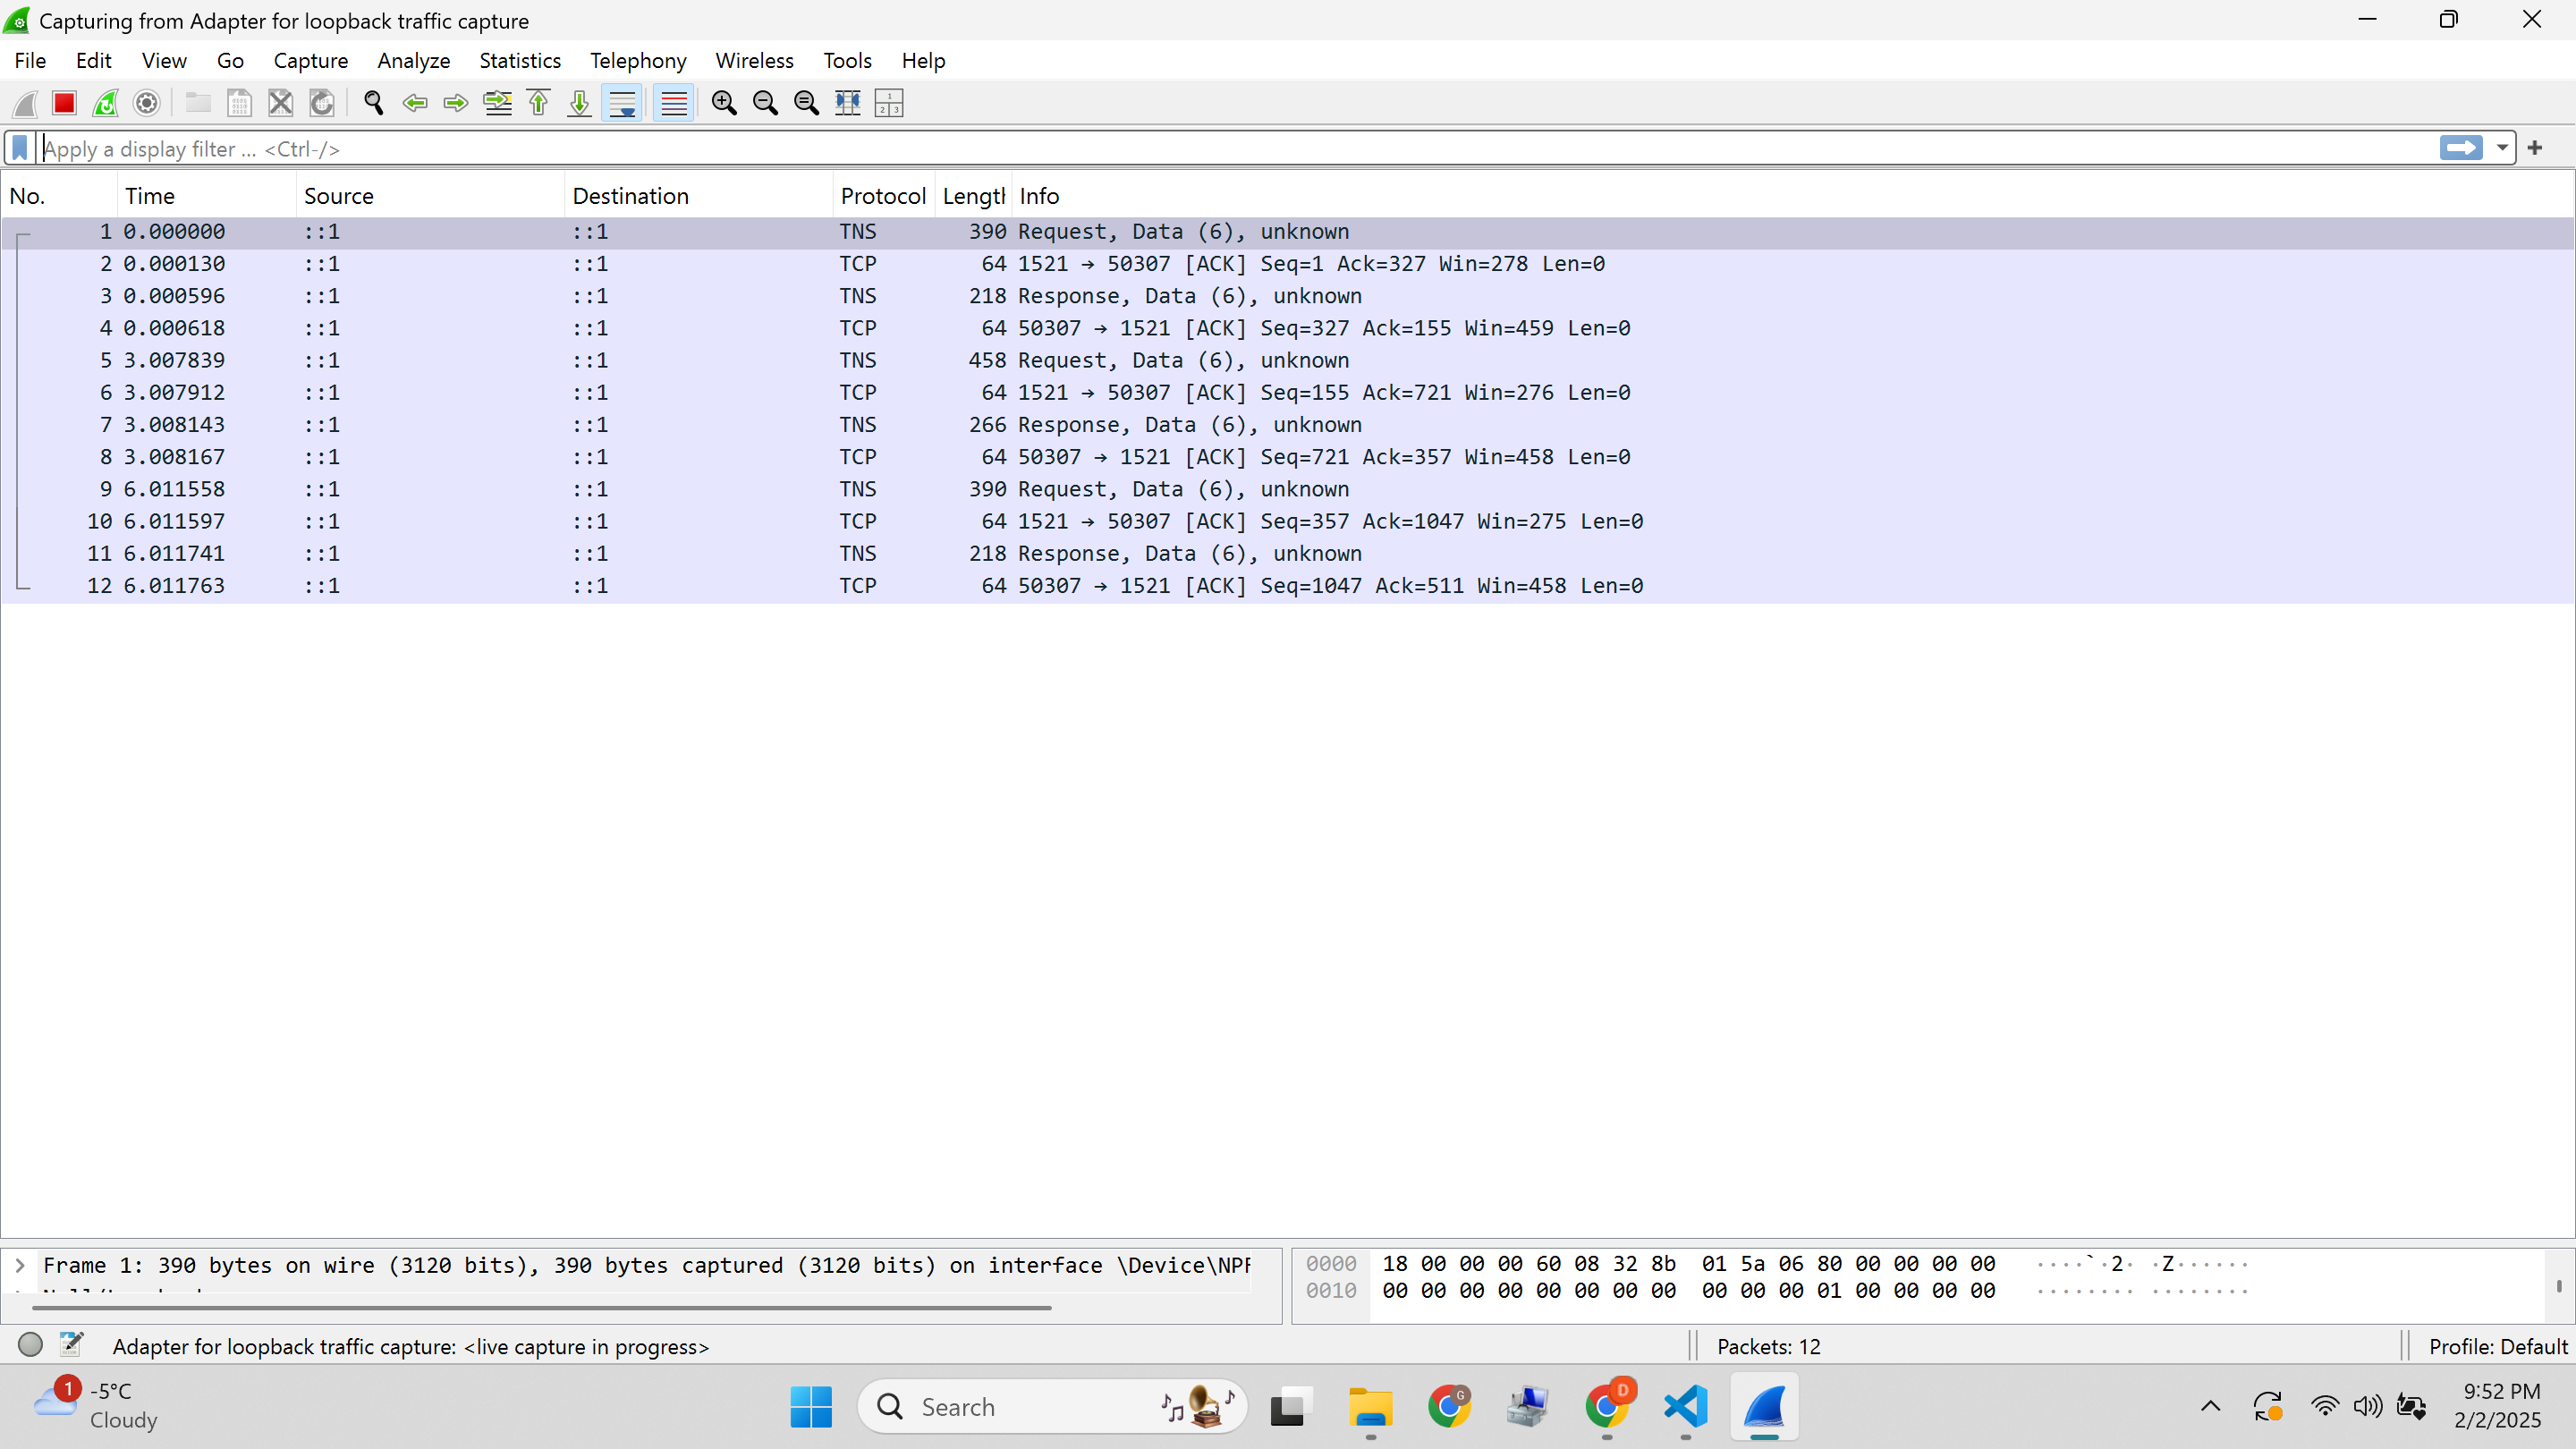 Capturing from Adapter for loopback traffic capture
File Edit View Go Capture Analyze Statistics Telephony Wireless Tools Help
Apply a display filter ... <Ctrl-/>
No. Time Source Destination Protocol Length Info
1 0.000000 ::1 ::1 TNS 390 Request, Data (6), unknown
2 0.000130 ::1 ::1 TCP 64 1521 → 50307 [ACK] Seq=1 Ack=327 Win=278 Len=0
3 0.000596 ::1 ::1 TNS 218 Response, Data (6), unknown
4 0.000618 ::1 ::1 TCP 64 50307 → 1521 [ACK] Seq=327 Ack=155 Win=459 Len=0
5 3.007839 ::1 ::1 TNS 458 Request, Data (6), unknown
6 3.007912 ::1 ::1 TCP 64 1521 → 50307 [ACK] Seq=155 Ack=721 Win=276 Len=0
7 3.008143 ::1 ::1 TNS 266 Response, Data (6), unknown
8 3.008167 ::1 ::1 TCP 64 50307 → 1521 [ACK] Seq=721 Ack=357 Win=458 Len=0
9 6.011558 ::1 ::1 TNS 390 Request, Data (6), unknown
10 6.011597 ::1 ::1 TCP 64 1521 → 50307 [ACK] Seq=357 Ack=1047 Win=275 Len=0
11 6.011741 ::1 ::1 TNS 218 Response, Data (6), unknown
12 6.011763 ::1 ::1 TCP 64 50307 → 1521 [ACK] Seq=1047 Ack=511 Win=458 Len=0
Frame 1: 390 bytes on wire (3120 bits), 390 bytes captured (3120 bits) on interface \Device\NPF
0000 18 00 00 00 60 08 32 8b 01 5a 06 80 00 00 00 00 ····`·2· ·Z······
0010 00 00 00 00 00 00 00 00 00 00 00 01 00 00 00 00 ········ ········
Adapter for loopback traffic capture: <live capture in progress>
Packets: 12
Profile: Default
1
-5°C
Cloudy
Search
G
D
9:52 PM
2/2/2025